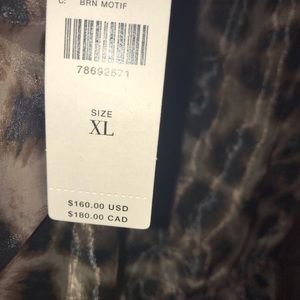 C: BRN MOTIF
78692671
SIZE
XL
$160.00 USD
$180.00 CAD